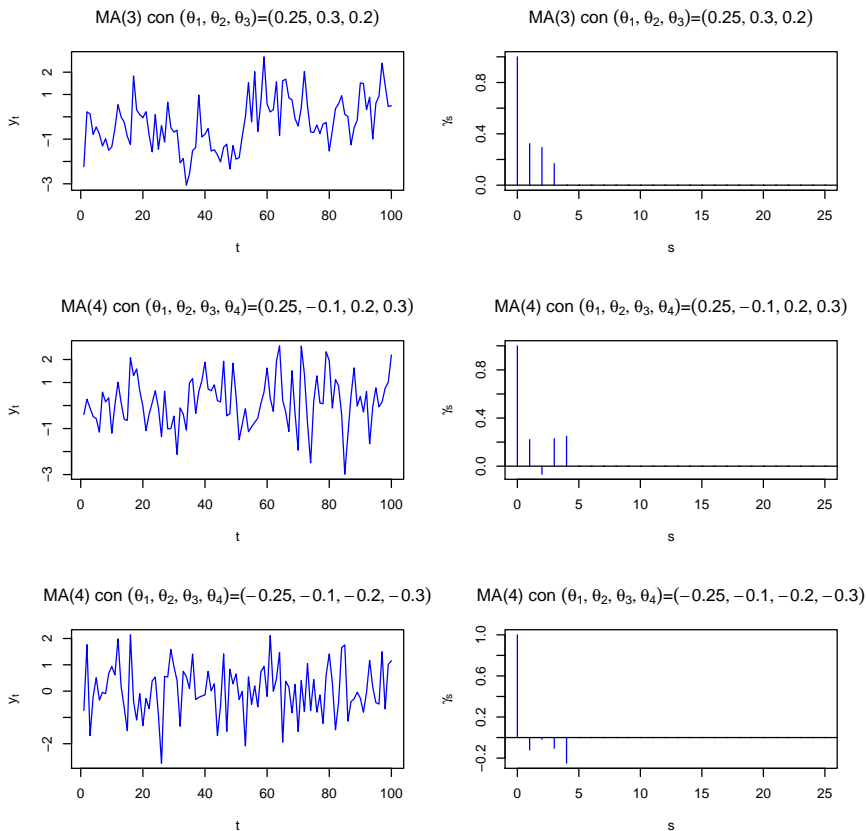 MA(3) con (θ₁, θ₂, θ₃)=(0.25, 0.3, 0.2)
yₜ
2
1
−1
−3
0 20 40 60 80 100
t
MA(3) con (θ₁, θ₂, θ₃)=(0.25, 0.3, 0.2)
γₛ
0.8
0.4
0.0
0 5 10 15 20 25
s
MA(4) con (θ₁, θ₂, θ₃, θ₄)=(0.25, −0.1, 0.2, 0.3)
yₜ
2
1
−1
−3
0 20 40 60 80 100
t
MA(4) con (θ₁, θ₂, θ₃, θ₄)=(0.25, −0.1, 0.2, 0.3)
γₛ
0.8
0.4
0.0
0 5 10 15 20 25
s
MA(4) con (θ₁, θ₂, θ₃, θ₄)=(−0.25, −0.1, −0.2, −0.3)
yₜ
2
1
0
−2
0 20 40 60 80 100
t
MA(4) con (θ₁, θ₂, θ₃, θ₄)=(−0.25, −0.1, −0.2, −0.3)
γₛ
1.0
0.6
0.2
−0.2
0 5 10 15 20 25
s